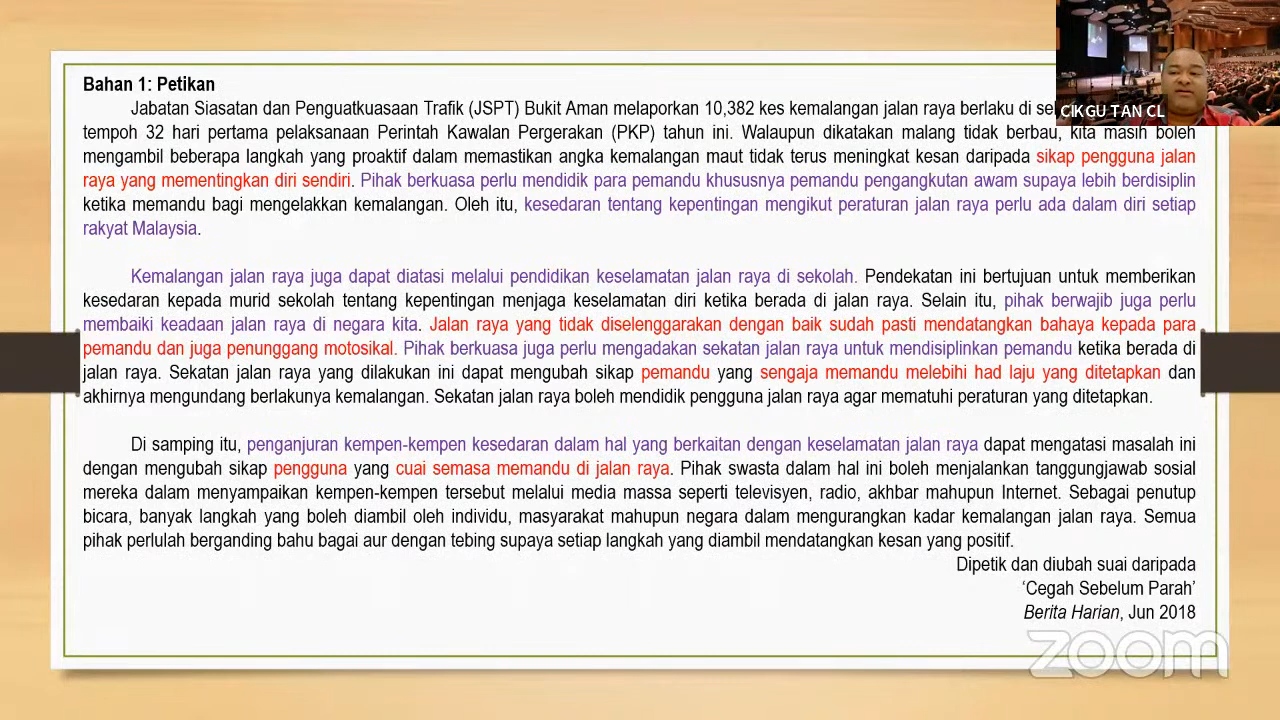 Bahan 1: Petikan
Jabatan Siasatan dan Penguatkuasaan Trafik (JSPT) Bukit Aman melaporkan 10,382 kes kemalangan jalan raya berlaku di
tempoh 32 hari pertama pelaksanaan Perintah Kawalan Pergerakan (PKP) tahun ini. Walaupun dikatakan malang tidak berbau, kita masih boleh
mengambil beberapa langkah yang proaktif dalam memastikan angka kemalangan maut tidak terus meningkat kesan daripada sikap pengguna jalan
raya yang mementingkan diri sendiri. Pihak berkuasa perlu mendidik para pemandu khususnya pemandu pengangkutan awam supaya lebih berdisiplin
ketika memandu bagi mengelakkan kemalangan. Oleh itu, kesedaran tentang kepentingan mengikut peraturan jalan raya perlu ada dalam diri setiap
rakyat Malaysia.
Kemalangan jalan raya juga dapat diatasi melalui pendidikan keselamatan jalan raya di sekolah. Pendekatan ini bertujuan untuk memberikan
kesedaran kepada murid sekolah tentang kepentingan menjaga keselamatan diri ketika berada di jalan raya. Selain itu, pihak berwajib juga perlu
membaiki keadaan jalan raya di negara kita. Jalan raya yang tidak diselenggarakan dengan baik sudah pasti mendatangkan bahaya kepada para
pemandu dan juga penunggang motosikal. Pihak berkuasa juga perlu mengadakan sekatan jalan raya untuk mendisiplinkan pemandu ketika berada di
jalan raya. Sekatan jalan raya yang dilakukan ini dapat mengubah sikap pemandu yang sengaja memandu melebihi had laju yang ditetapkan dan
akhirnya mengundang berlakunya kemalangan. Sekatan jalan raya boleh mendidik pengguna jalan raya agar mematuhi peraturan yang ditetapkan.
Di samping itu, penganjuran kempen-kempen kesedaran dalam hal yang berkaitan dengan keselamatan jalan raya dapat mengatasi masalah ini
dengan mengubah sikap pengguna yang cuai semasa memandu di jalan raya. Pihak swasta dalam hal ini boleh menjalankan tanggungjawab sosial
mereka dalam menyampaikan kempen-kempen tersebut melalui media massa seperti televisyen, radio, akhbar mahupun Internet. Sebagai penutup
bicara, banyak langkah yang boleh diambil oleh individu, masyarakat mahupun negara dalam mengurangkan kadar kemalangan jalan raya. Semua
pihak perlulah berganding bahu bagai aur dengan tebing supaya setiap langkah yang diambil mendatangkan kesan yang positif.
Dipetik dan diubah suai daripada
‘Cegah Sebelum Parah’
Berita Harian, Jun 2018
CIKGU TAN CL
zoom